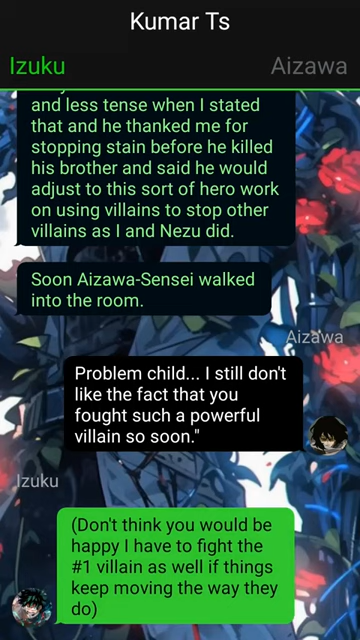 Kumar Ts
Izuku Aizawa
and less tense when I stated
that and he thanked me for
stopping stain before he killed
his brother and said he would
adjust to this sort of hero work
on using villains to stop other
villains as I and Nezu did.
Soon Aizawa-Sensei walked
into the room.
Aizawa
Problem child... I still don't
like the fact that you
fought such a powerful
villain so soon."
Izuku
(Don't think you would be
happy I have to fight the
#1 villain as well if things
keep moving the way they
do)